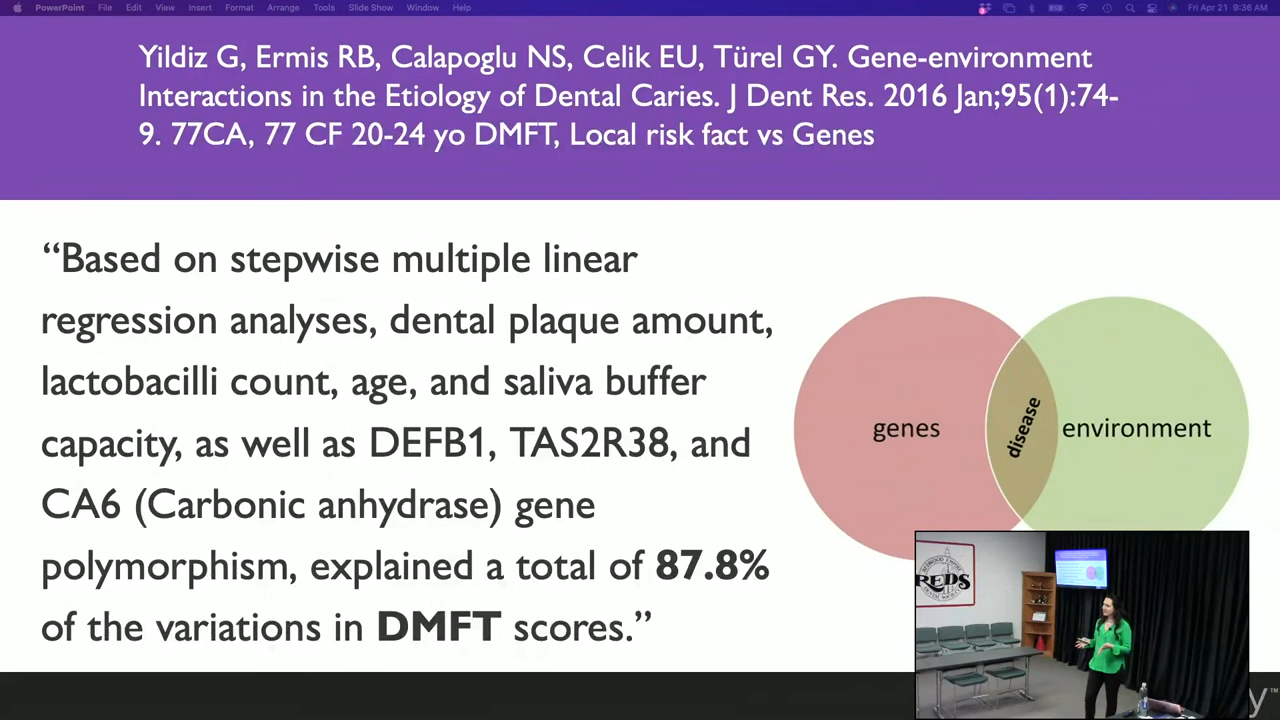 PowerPoint File Edit View Insert Format Arrange Tools Slide Show Window Help Fri Apr 21 9:36 AM
Yildiz G, Ermis RB, Calapoglu NS, Celik EU, Türel GY. Gene-environment
Interactions in the Etiology of Dental Caries. J Dent Res. 2016 Jan;95(1):74-
9. 77CA, 77 CF 20-24 yo DMFT, Local risk fact vs Genes
“Based on stepwise multiple linear
regression analyses, dental plaque amount,
lactobacilli count, age, and saliva buffer
capacity, as well as DEFB1, TAS2R38, and
CA6 (Carbonic anhydrase) gene
polymorphism, explained a total of 87.8%
of the variations in DMFT scores.”
genes
disease
environment
REDS
y™